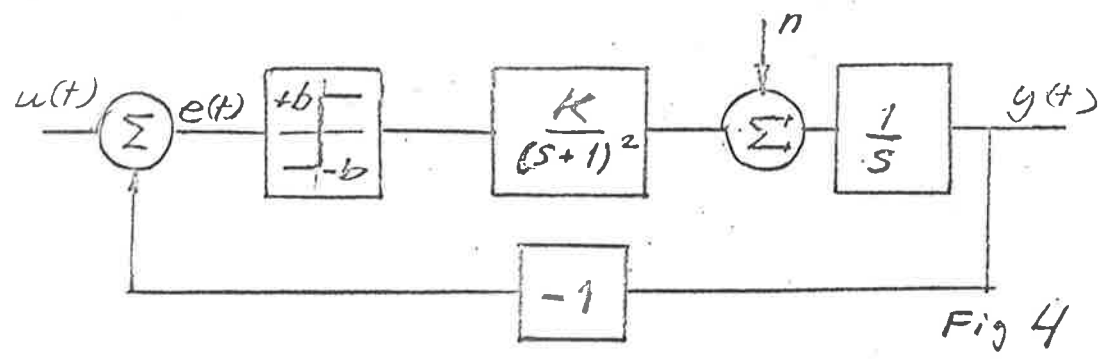 n
u(t)
Σ
e(t)
+b
-b
K
(s+1)²
Σ
1
s
y(t)
-1
Fig 4